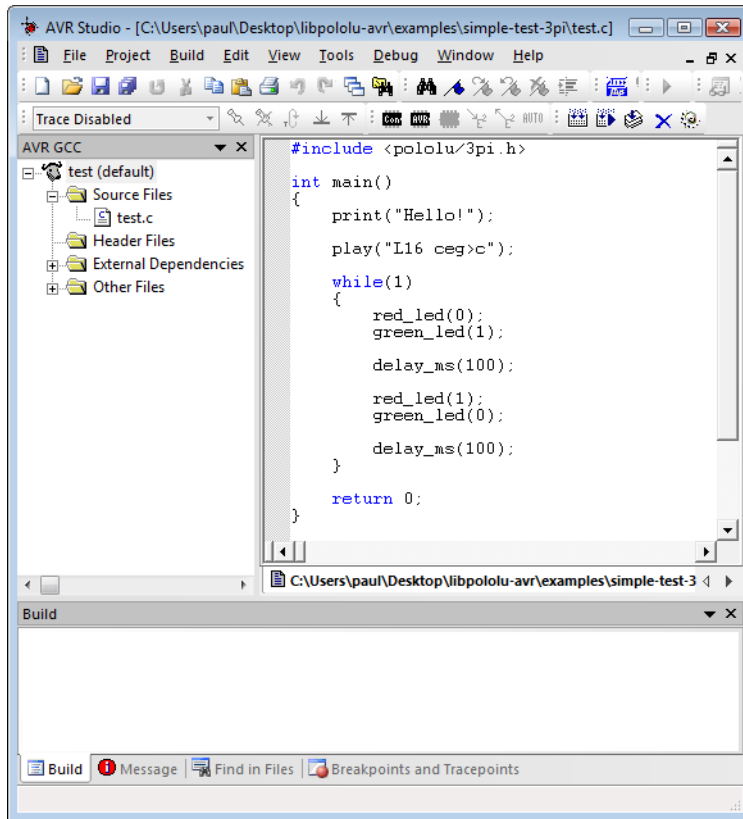 AVR Studio - [C:\Users\paul\Desktop\libpololu-avr\examples\simple-test-3pi\test.c]
File Project Build Edit View Tools Debug Window Help
Trace Disabled
Con AVR AUTO
AVR GCC
test (default)
Source Files
test.c
Header Files
External Dependencies
Other Files
#include <pololu/3pi.h>
int main()
{
print("Hello!");
play("L16 ceg>c");
while(1)
{
red_led(0);
green_led(1);
delay_ms(100);
red_led(1);
green_led(0);
delay_ms(100);
}
return 0;
}
C:\Users\paul\Desktop\libpololu-avr\examples\simple-test-3
Build
Build Message Find in Files Breakpoints and Tracepoints